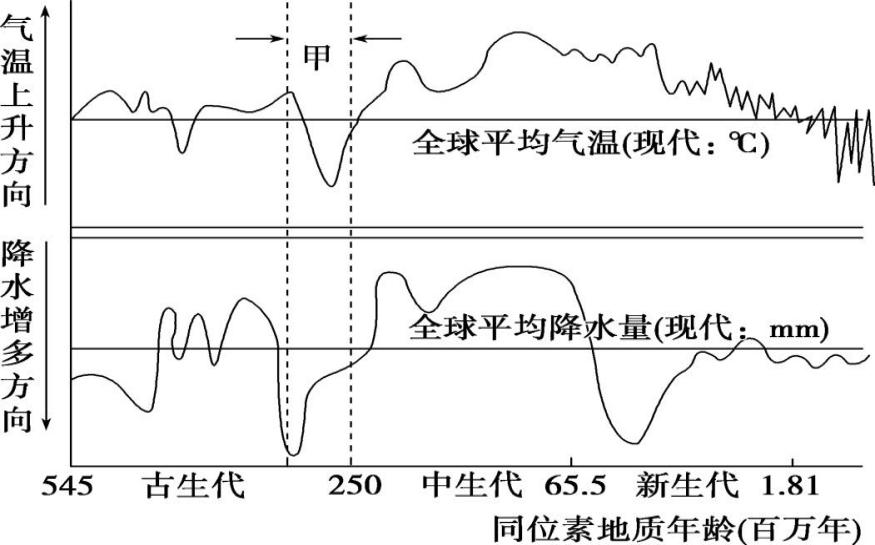 气温上升方向
甲
全球平均气温(现代：℃)
降水增多方向
全球平均降水量(现代：mm)
545 古生代 250 中生代 65.5 新生代 1.81
同位素地质年龄(百万年)